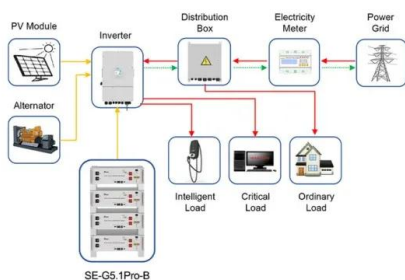 PV Module
Inverter
Distribution
Box
Electricity
Meter
Power
Grid
Alternator
Intelligent
Load
Critical
Load
Ordinary
Load
SE-G5.1Pro-B